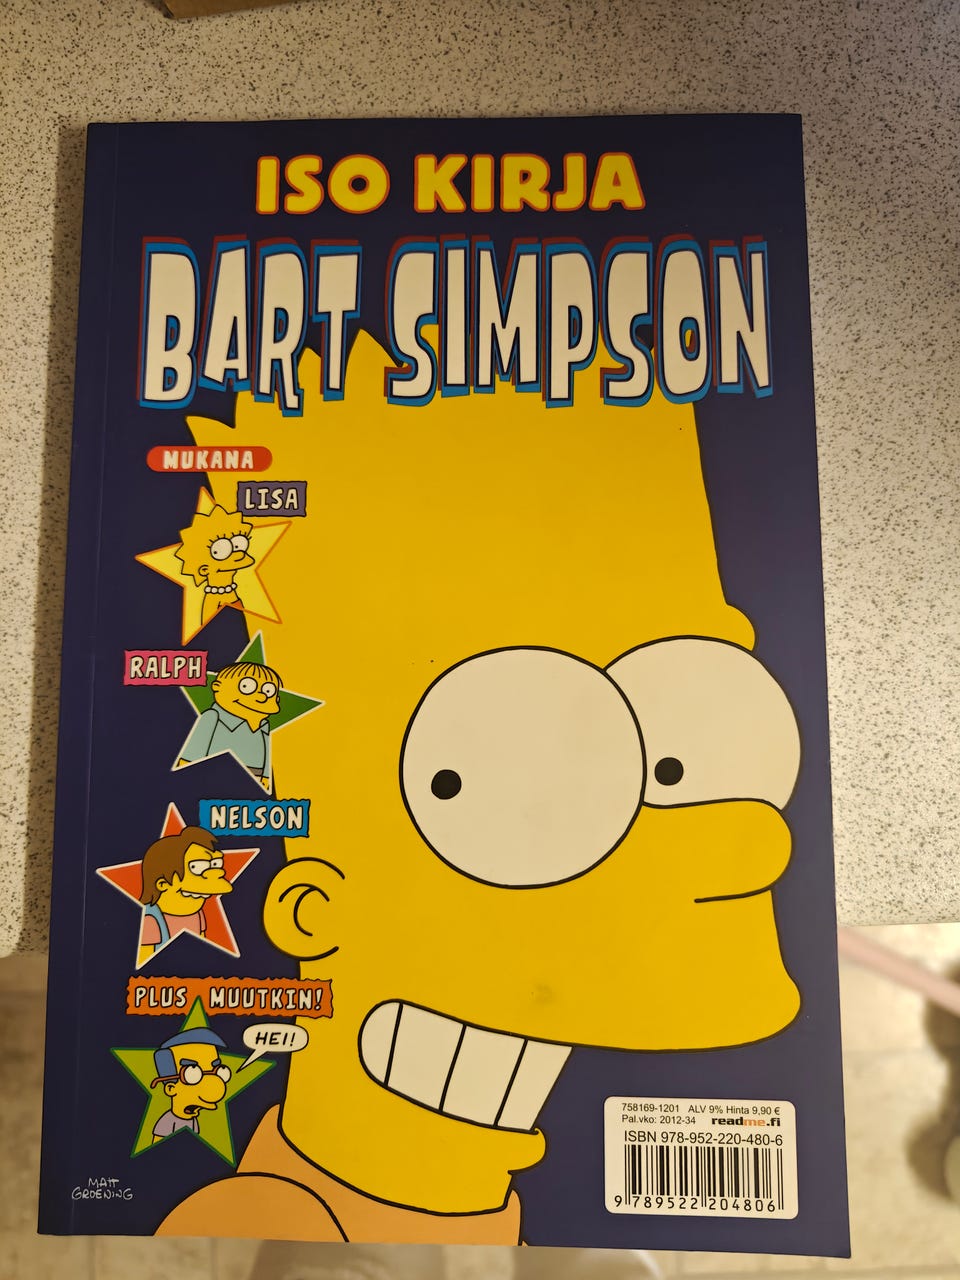 ISO KIRJA
BART SIMPSON
MUKANA
LISA
RALPH
NELSON
PLUS MUUTKIN!
HEI!
MATT
GROENING
758169-1201 ALV 9% Hinta 9,90 €
Pal.vko: 2012-34 readme.fi
ISBN 978-952-220-480-6
9 789522 204806